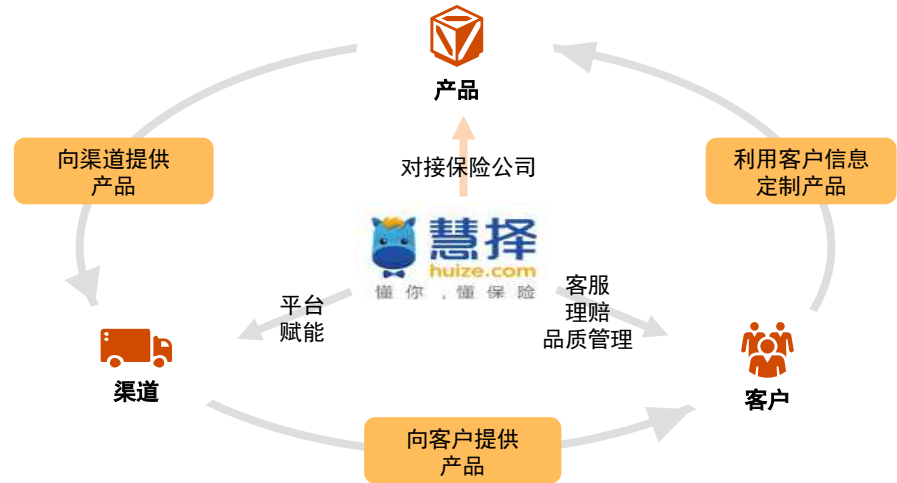 产品
向渠道提供
产品
对接保险公司
利用客户信息
定制产品
慧择
huize.com
懂你，懂保险
平台
赋能
客服
理赔
品质管理
渠道
客户
向客户提供
产品